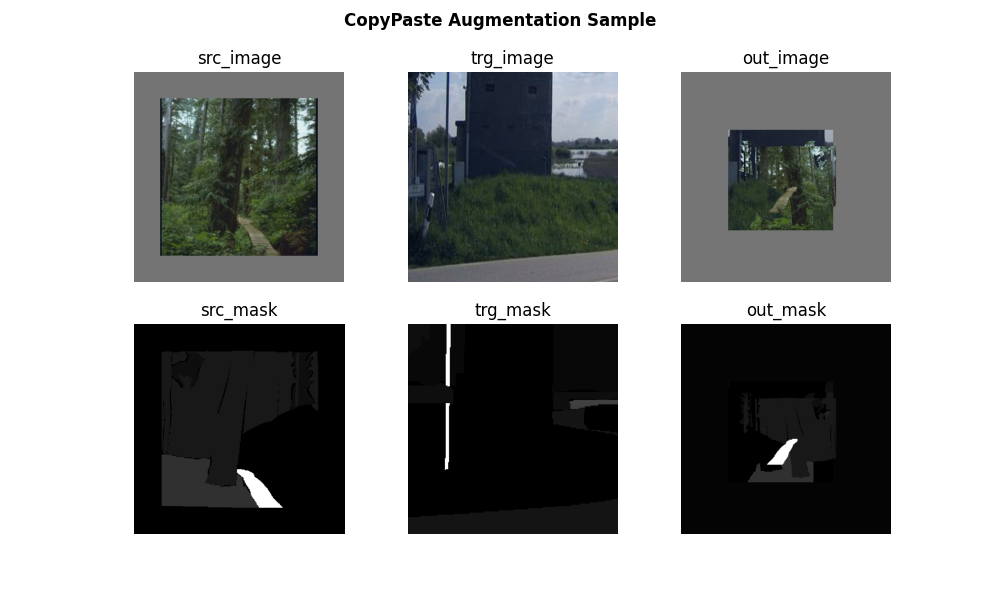 CopyPaste Augmentation Sample
src_image
trg_image
out_image
src_mask
trg_mask
out_mask